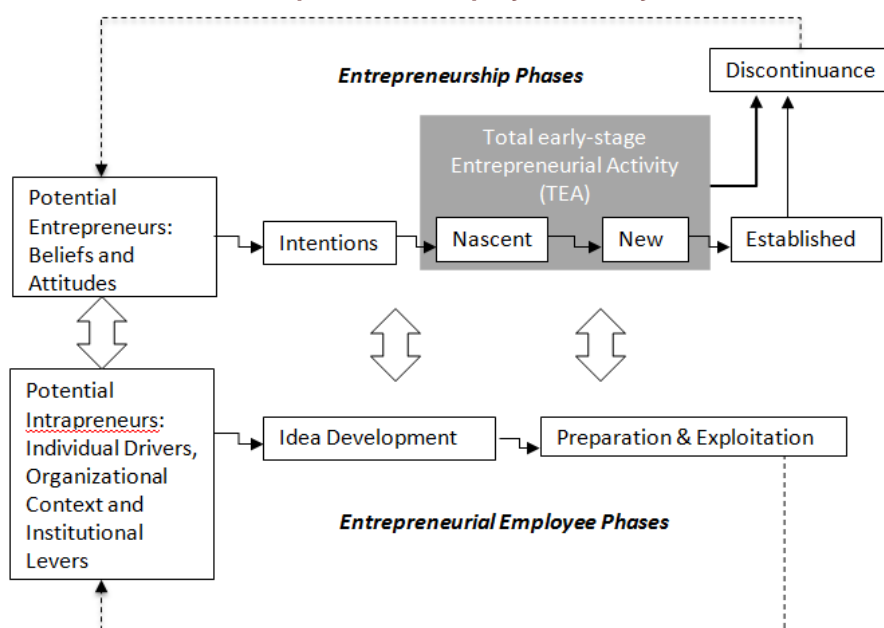 Entrepreneurship Phases
Discontinuance
Total early-stage
Entrepreneurial Activity
(TEA)
Potential
Entrepreneurs:
Beliefs and
Attitudes
Intentions
Nascent
New
Established
Potential
Intrapreneurs:
Individual Drivers,
Organizational
Context and
Institutional
Levers
Idea Development
Preparation & Exploitation
Entrepreneurial Employee Phases